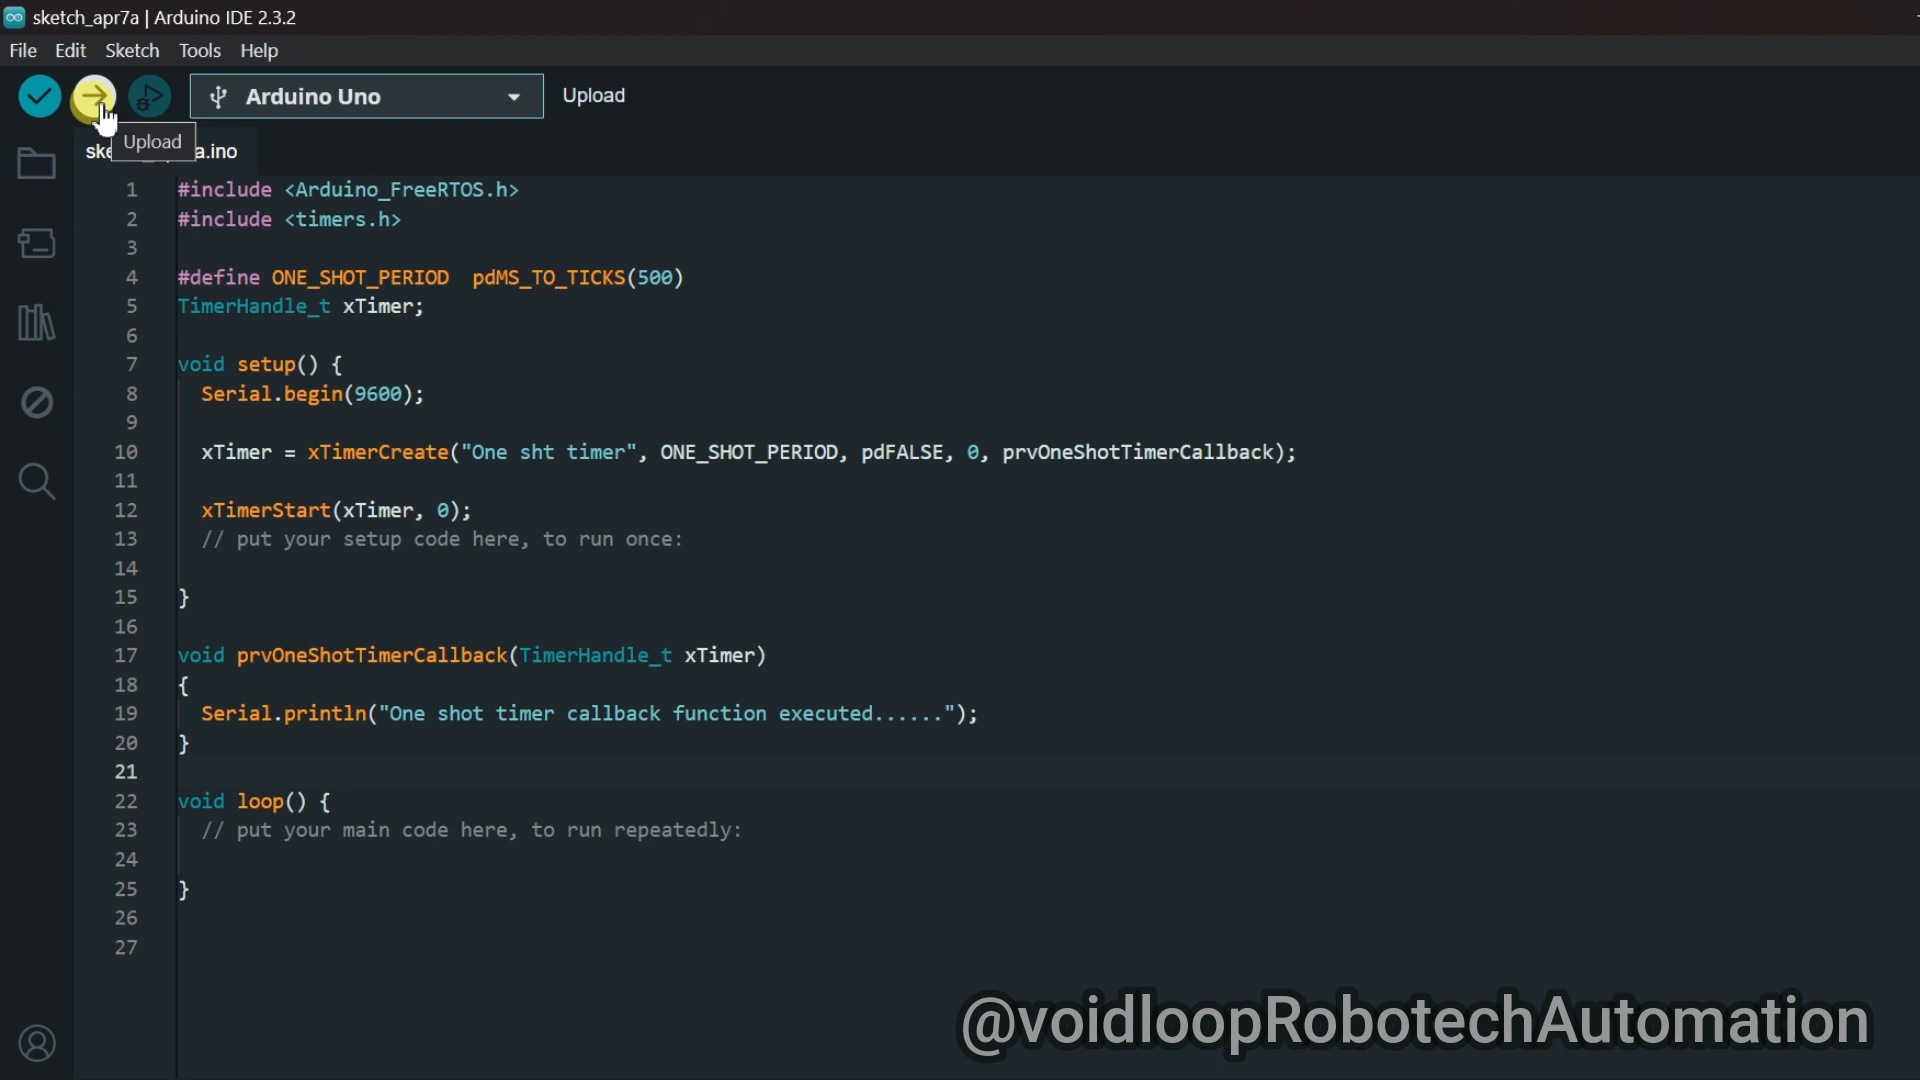 sketch_apr7a | Arduino IDE 2.3.2
File Edit Sketch Tools Help
Arduino Uno
Upload
Upload
a.ino
1 #include <Arduino_FreeRTOS.h>
2 #include <timers.h>
3
4 #define ONE_SHOT_PERIOD  pdMS_TO_TICKS(500)
5 TimerHandle_t xTimer;
6
7 void setup() {
8   Serial.begin(9600);
9
10   xTimer = xTimerCreate("One sht timer", ONE_SHOT_PERIOD, pdFALSE, 0, prvOneShotTimerCallback);
11
12   xTimerStart(xTimer, 0);
13   // put your setup code here, to run once:
14
15 }
16
17 void prvOneShotTimerCallback(TimerHandle_t xTimer)
18 {
19   Serial.println("One shot timer callback function executed......");
20 }
21
22 void loop() {
23   // put your main code here, to run repeatedly:
24
25 }
26
27
@voidloopRobotechAutomation